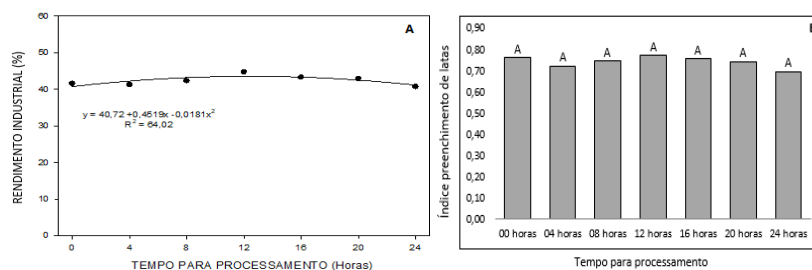 A
RENDIMENTO INDUSTRIAL (%)
60
50
40
30
20
10
0
y = 40,72 +0,4519x -0,0181x²
R² = 64,02
0 4 8 12 16 20 24
TEMPO PARA PROCESSAMENTO (Horas)
Índice preenchimento de latas
0,90
0,80
0,70
0,60
0,50
0,40
0,30
0,20
0,10
0,00
A A A A A A A
00 horas 04 horas 08 horas 12 horas 16 horas 20 horas 24 horas
Tempo para processamento